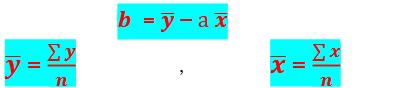 b = y̅ − a x̅
y̅ = ∑ y / n , x̅ = ∑ x / n